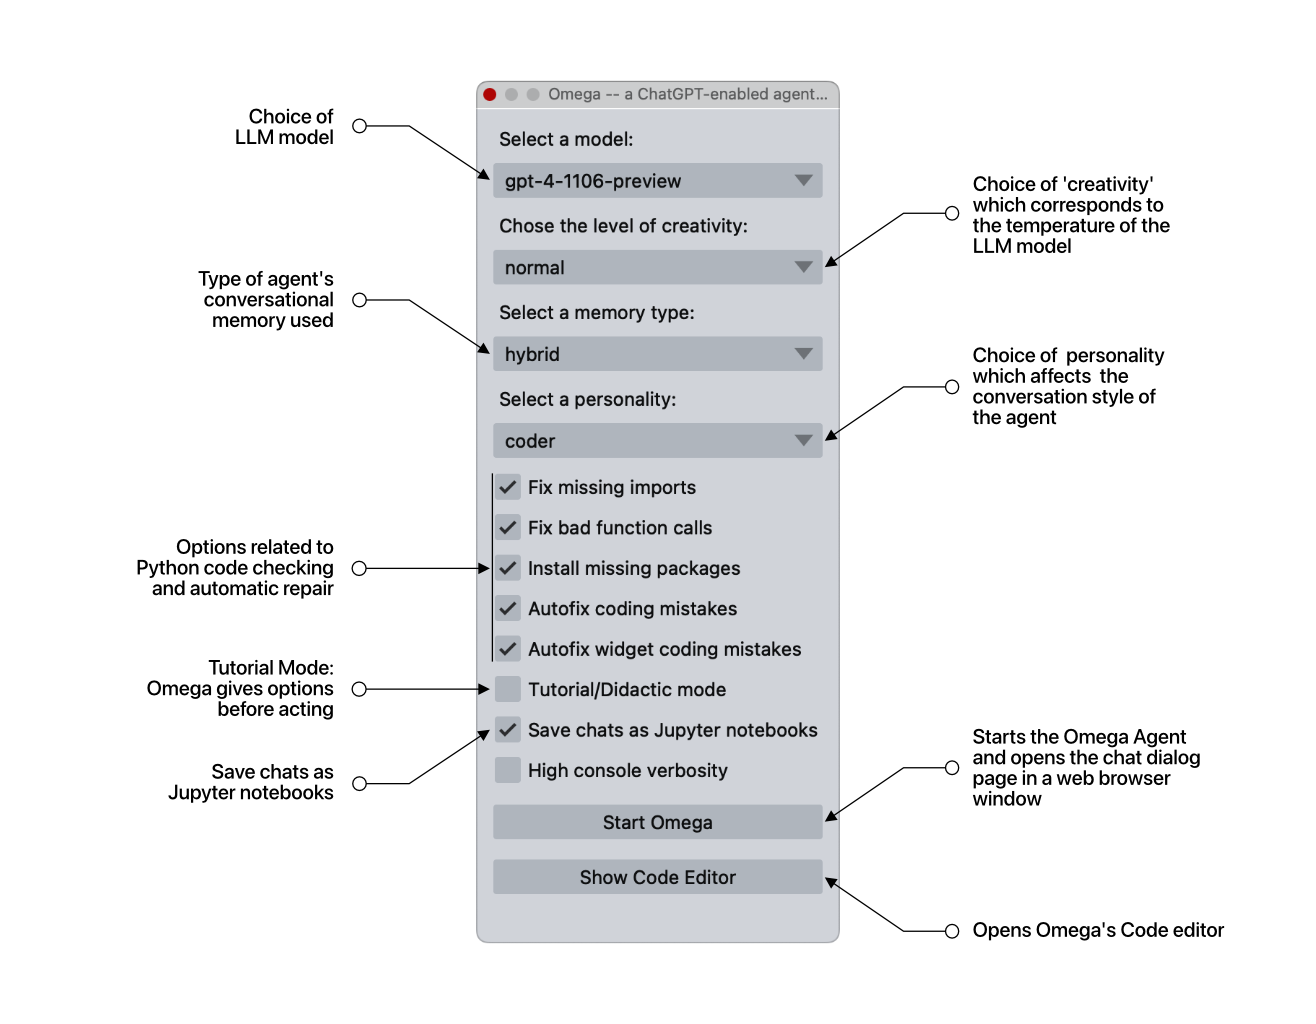 Omega -- a ChatGPT-enabled agent...
Choice of
LLM model
Select a model:
gpt-4-1106-preview
Choice of 'creativity'
which corresponds to
the temperature of the
LLM model
Chose the level of creativity:
normal
Type of agent's
conversational
memory used
Select a memory type:
hybrid
Choice of  personality
which affects  the
conversation style of
the agent
Select a personality:
coder
Fix missing imports
Fix bad function calls
Options related to
Python code checking
and automatic repair
Install missing packages
Autofix coding mistakes
Autofix widget coding mistakes
Tutorial Mode:
Omega gives options
before acting
Tutorial/Didactic mode
Save chats as Jupyter notebooks
Save chats as
Jupyter notebooks
High console verbosity
Starts the Omega Agent
and opens the chat dialog
page in a web browser
window
Start Omega
Show Code Editor
Opens Omega's Code editor